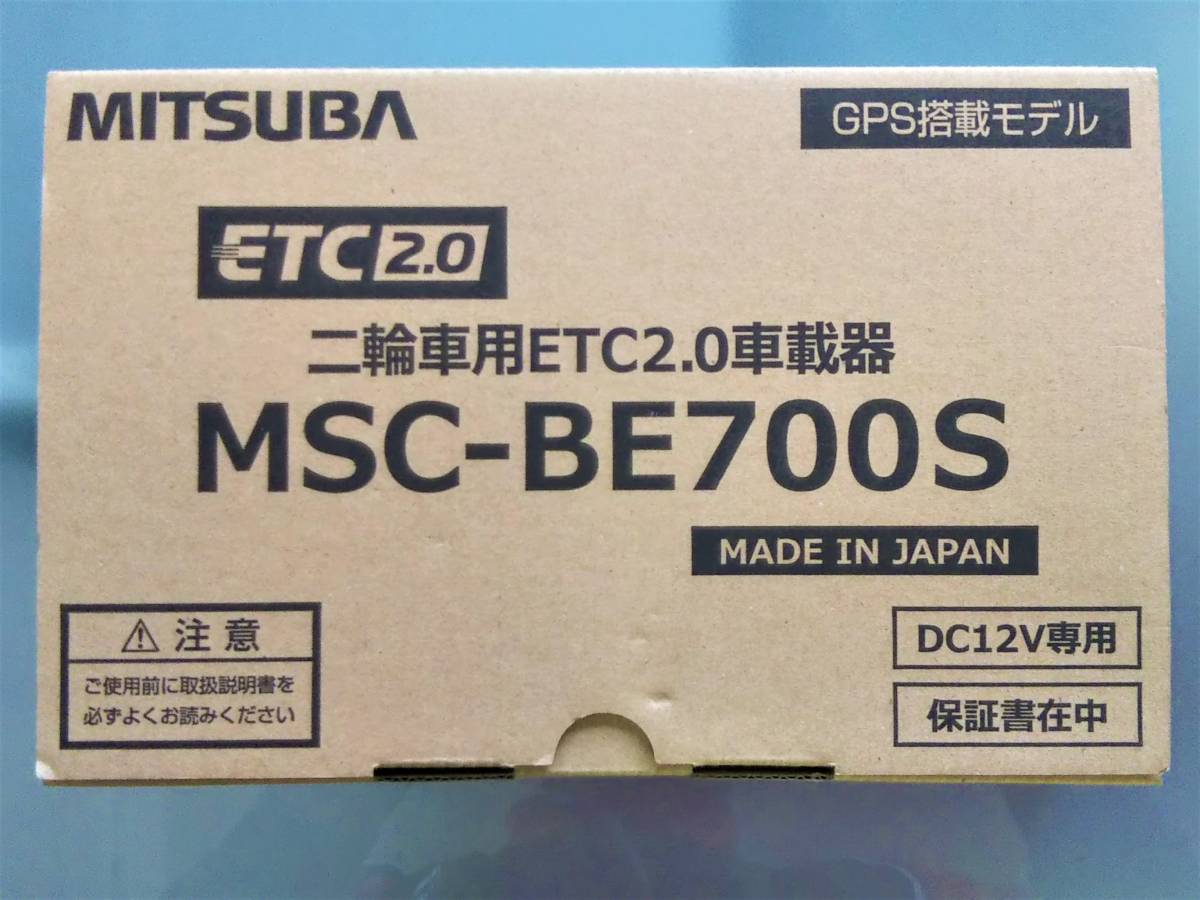 MITSUBA
GPS搭載モデル
ETC2.0
二輪車用ETC2.0車載器
MSC-BE700S
MADE IN JAPAN
⚠注意
ご使用前に取扱説明書を
必ずよくお読みください
DC12V専用
保証書在中